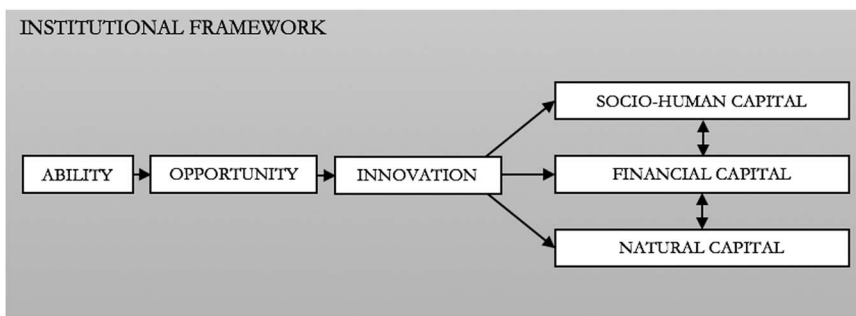 INSTITUTIONAL FRAMEWORK
SOCIO-HUMAN CAPITAL
ABILITY
OPPORTUNITY
INNOVATION
FINANCIAL CAPITAL
NATURAL CAPITAL